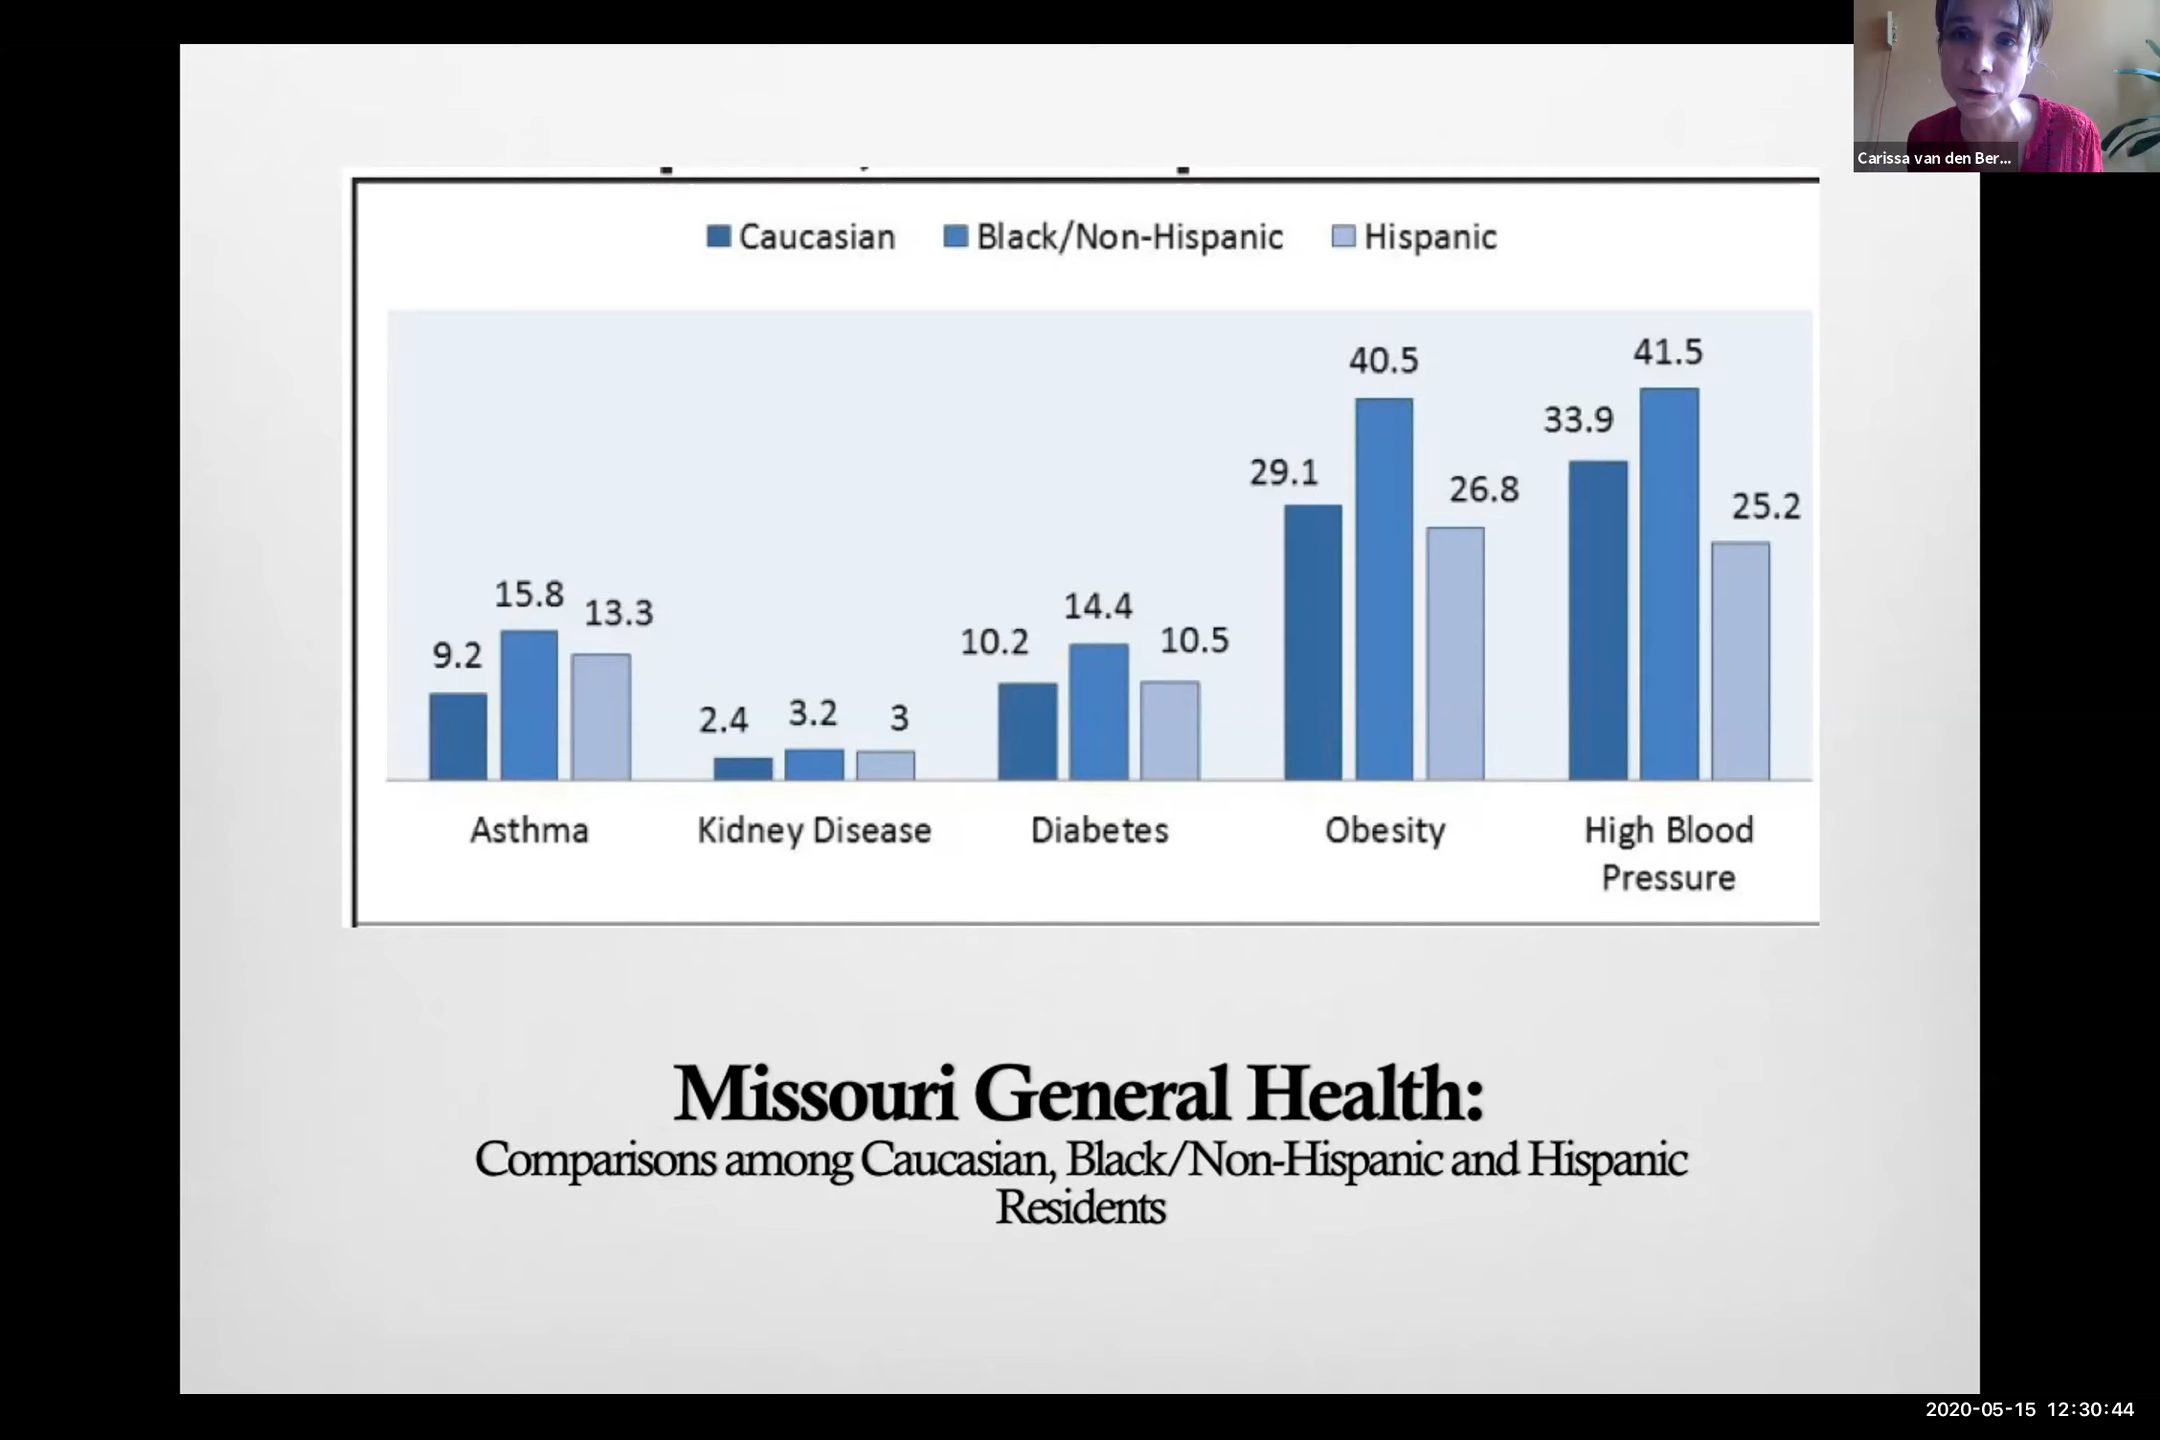 Carissa van den Ber...
Caucasian Black/Non-Hispanic Hispanic
9.2 15.8 13.3
2.4 3.2 3
10.2 14.4 10.5
29.1 40.5 26.8
33.9 41.5 25.2
Asthma
Kidney Disease
Diabetes
Obesity
High Blood
Pressure
Missouri General Health:
Comparisons among Caucasian, Black/Non-Hispanic and Hispanic
Residents
2020-05-15 12:30:44